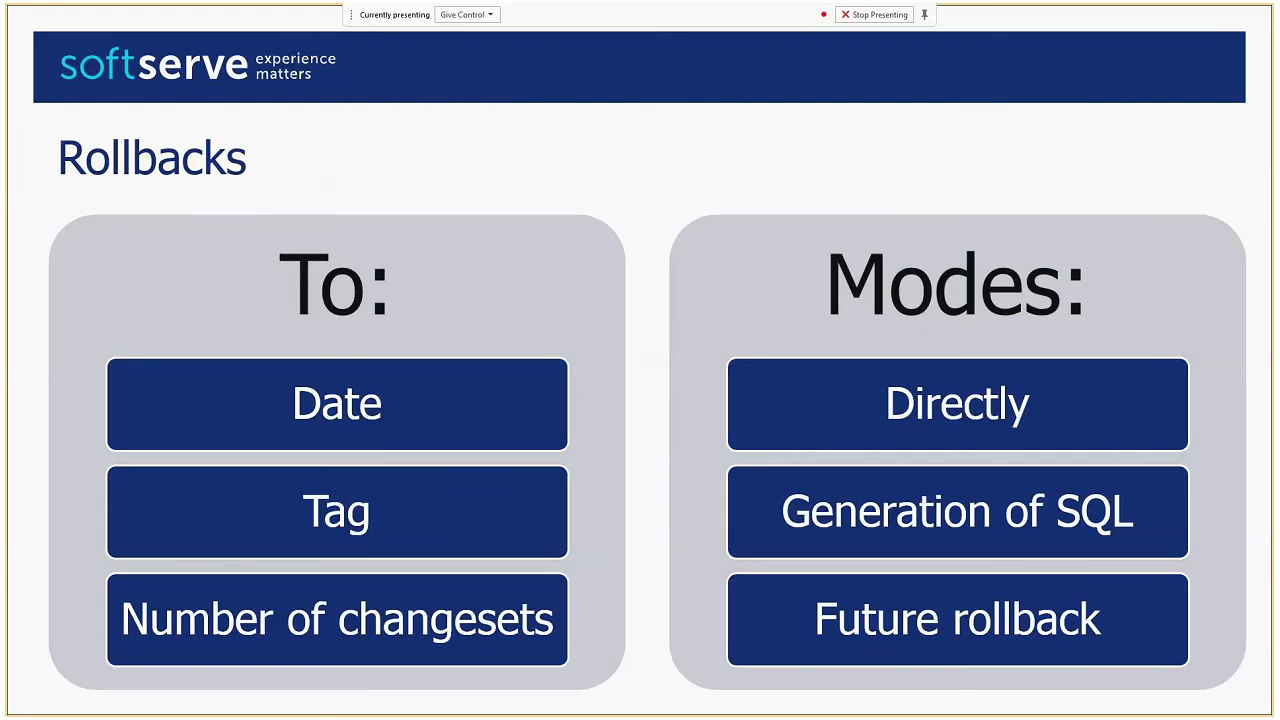 Currently presenting Give Control Stop Presenting
softserve experience
matters
Rollbacks
To:
Date
Tag
Number of changesets
Modes:
Directly
Generation of SQL
Future rollback